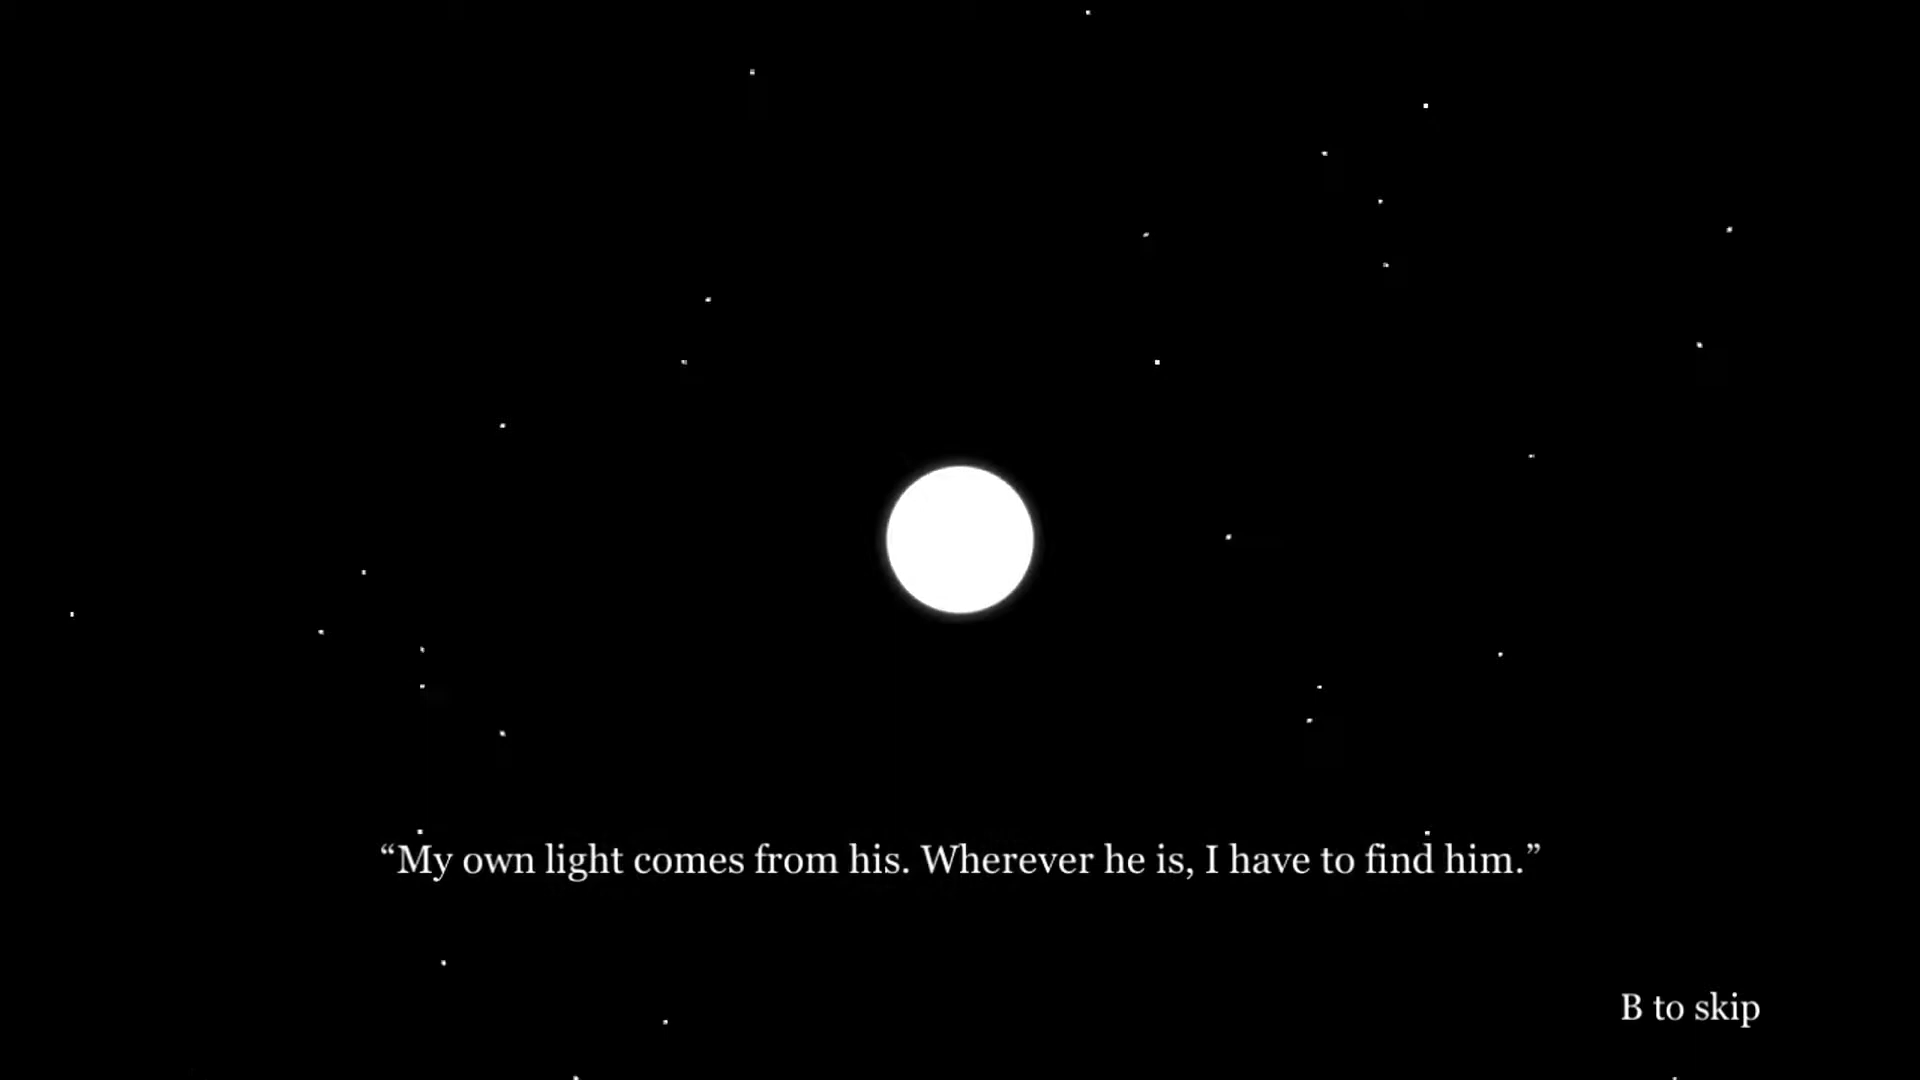 “My own light comes from his. Wherever he is, I have to find him.”
B to skip